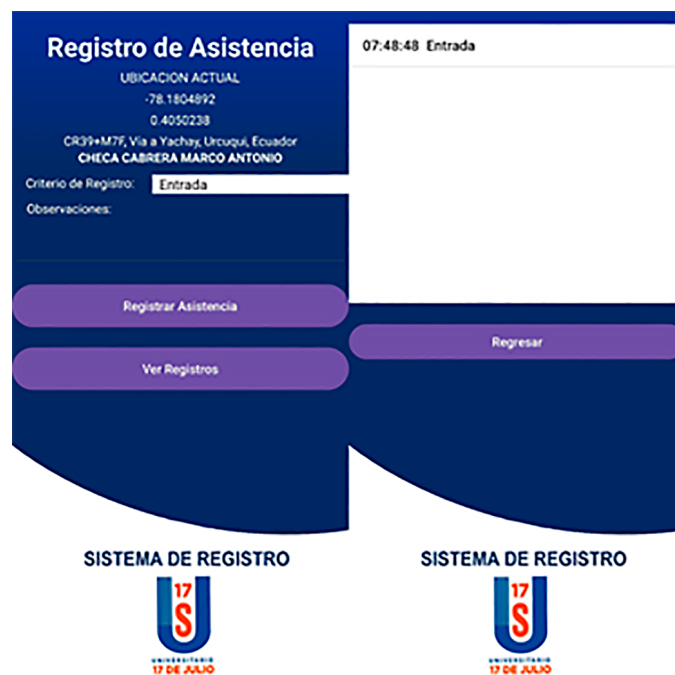 Registro de Asistencia
UBICACION ACTUAL
-78.1804892
0.4050238
CR39+M7F, Via a Yachay, Urcuqui, Ecuador
CHECA CABRERA MARCO ANTONIO
Criterio de Registro: Entrada
Observaciones:
Registrar Asistencia
Ver Registros
SISTEMA DE REGISTRO
17
S
UNIVERSITARIO
17 DE JULIO
07:48:48 Entrada
Regresar
SISTEMA DE REGISTRO
17
S
UNIVERSITARIO
17 DE JULIO